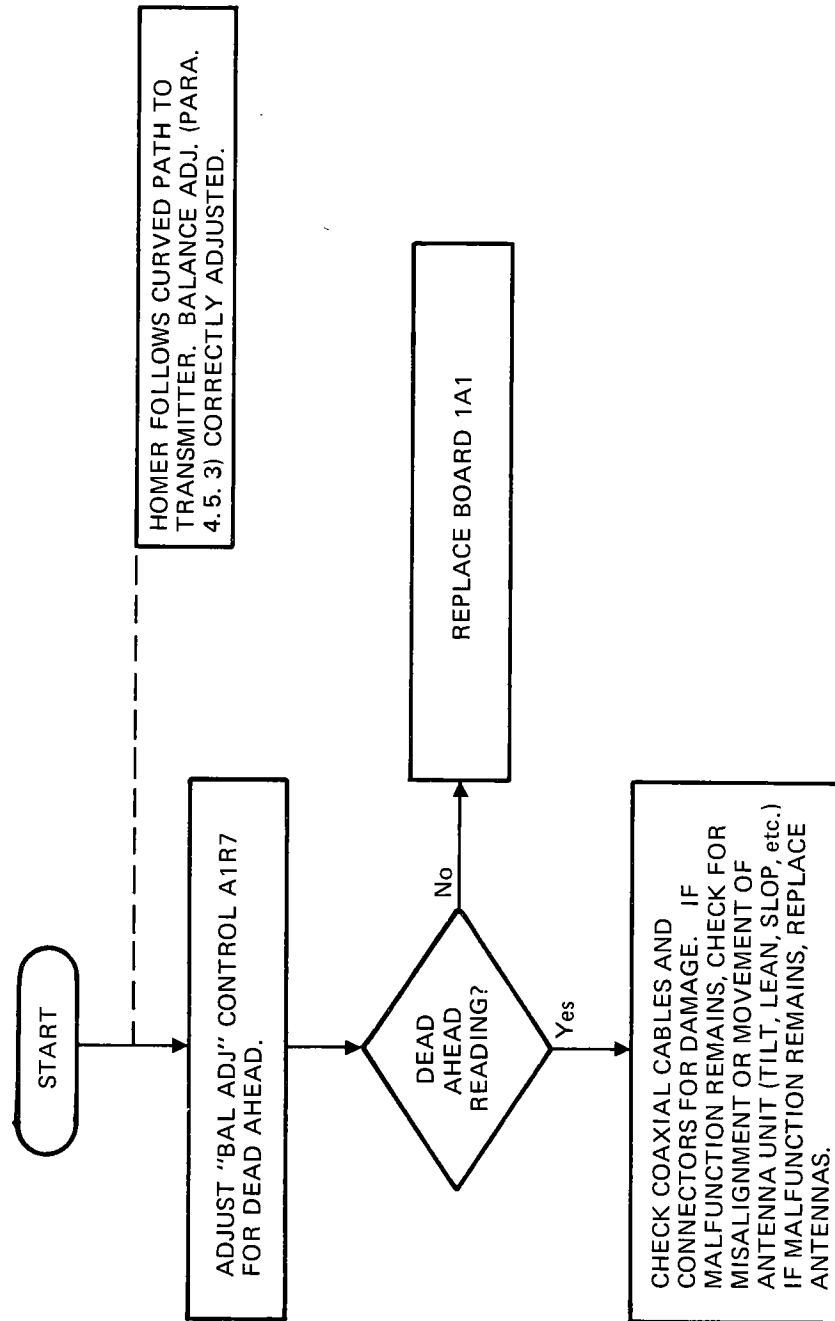 START
HOMER FOLLOWS CURVED PATH TO
TRANSMITTER. BALANCE ADJ. (PARA.
4.5.3) CORRECTLY ADJUSTED.
ADJUST "BAL ADJ" CONTROL A1R7
FOR DEAD AHEAD.
DEAD
AHEAD
READING?
No
REPLACE BOARD 1A1
Yes
CHECK COAXIAL CABLES AND
CONNECTORS FOR DAMAGE. IF
MALFUNCTION REMAINS, CHECK FOR
MISALIGNMENT OR MOVEMENT OF
ANTENNA UNIT (TILT, LEAN, SLOP, etc.)
IF MALFUNCTION REMAINS, REPLACE
ANTENNAS.